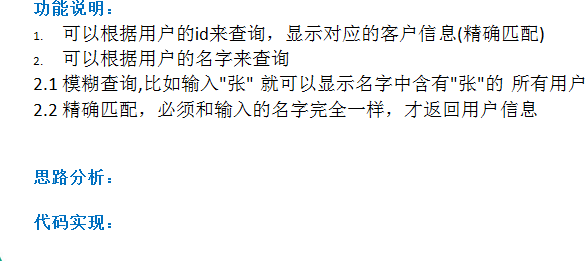 功能说明：
1. 可以根据用户的id来查询，显示对应的客户信息(精确匹配)
2. 可以根据用户的名字来查询
2.1 模糊查询,比如输入"张" 就可以显示名字中含有"张"的 所有用户
2.2 精确匹配，必须和输入的名字完全一样，才返回用户信息
思路分析：
代码实现：